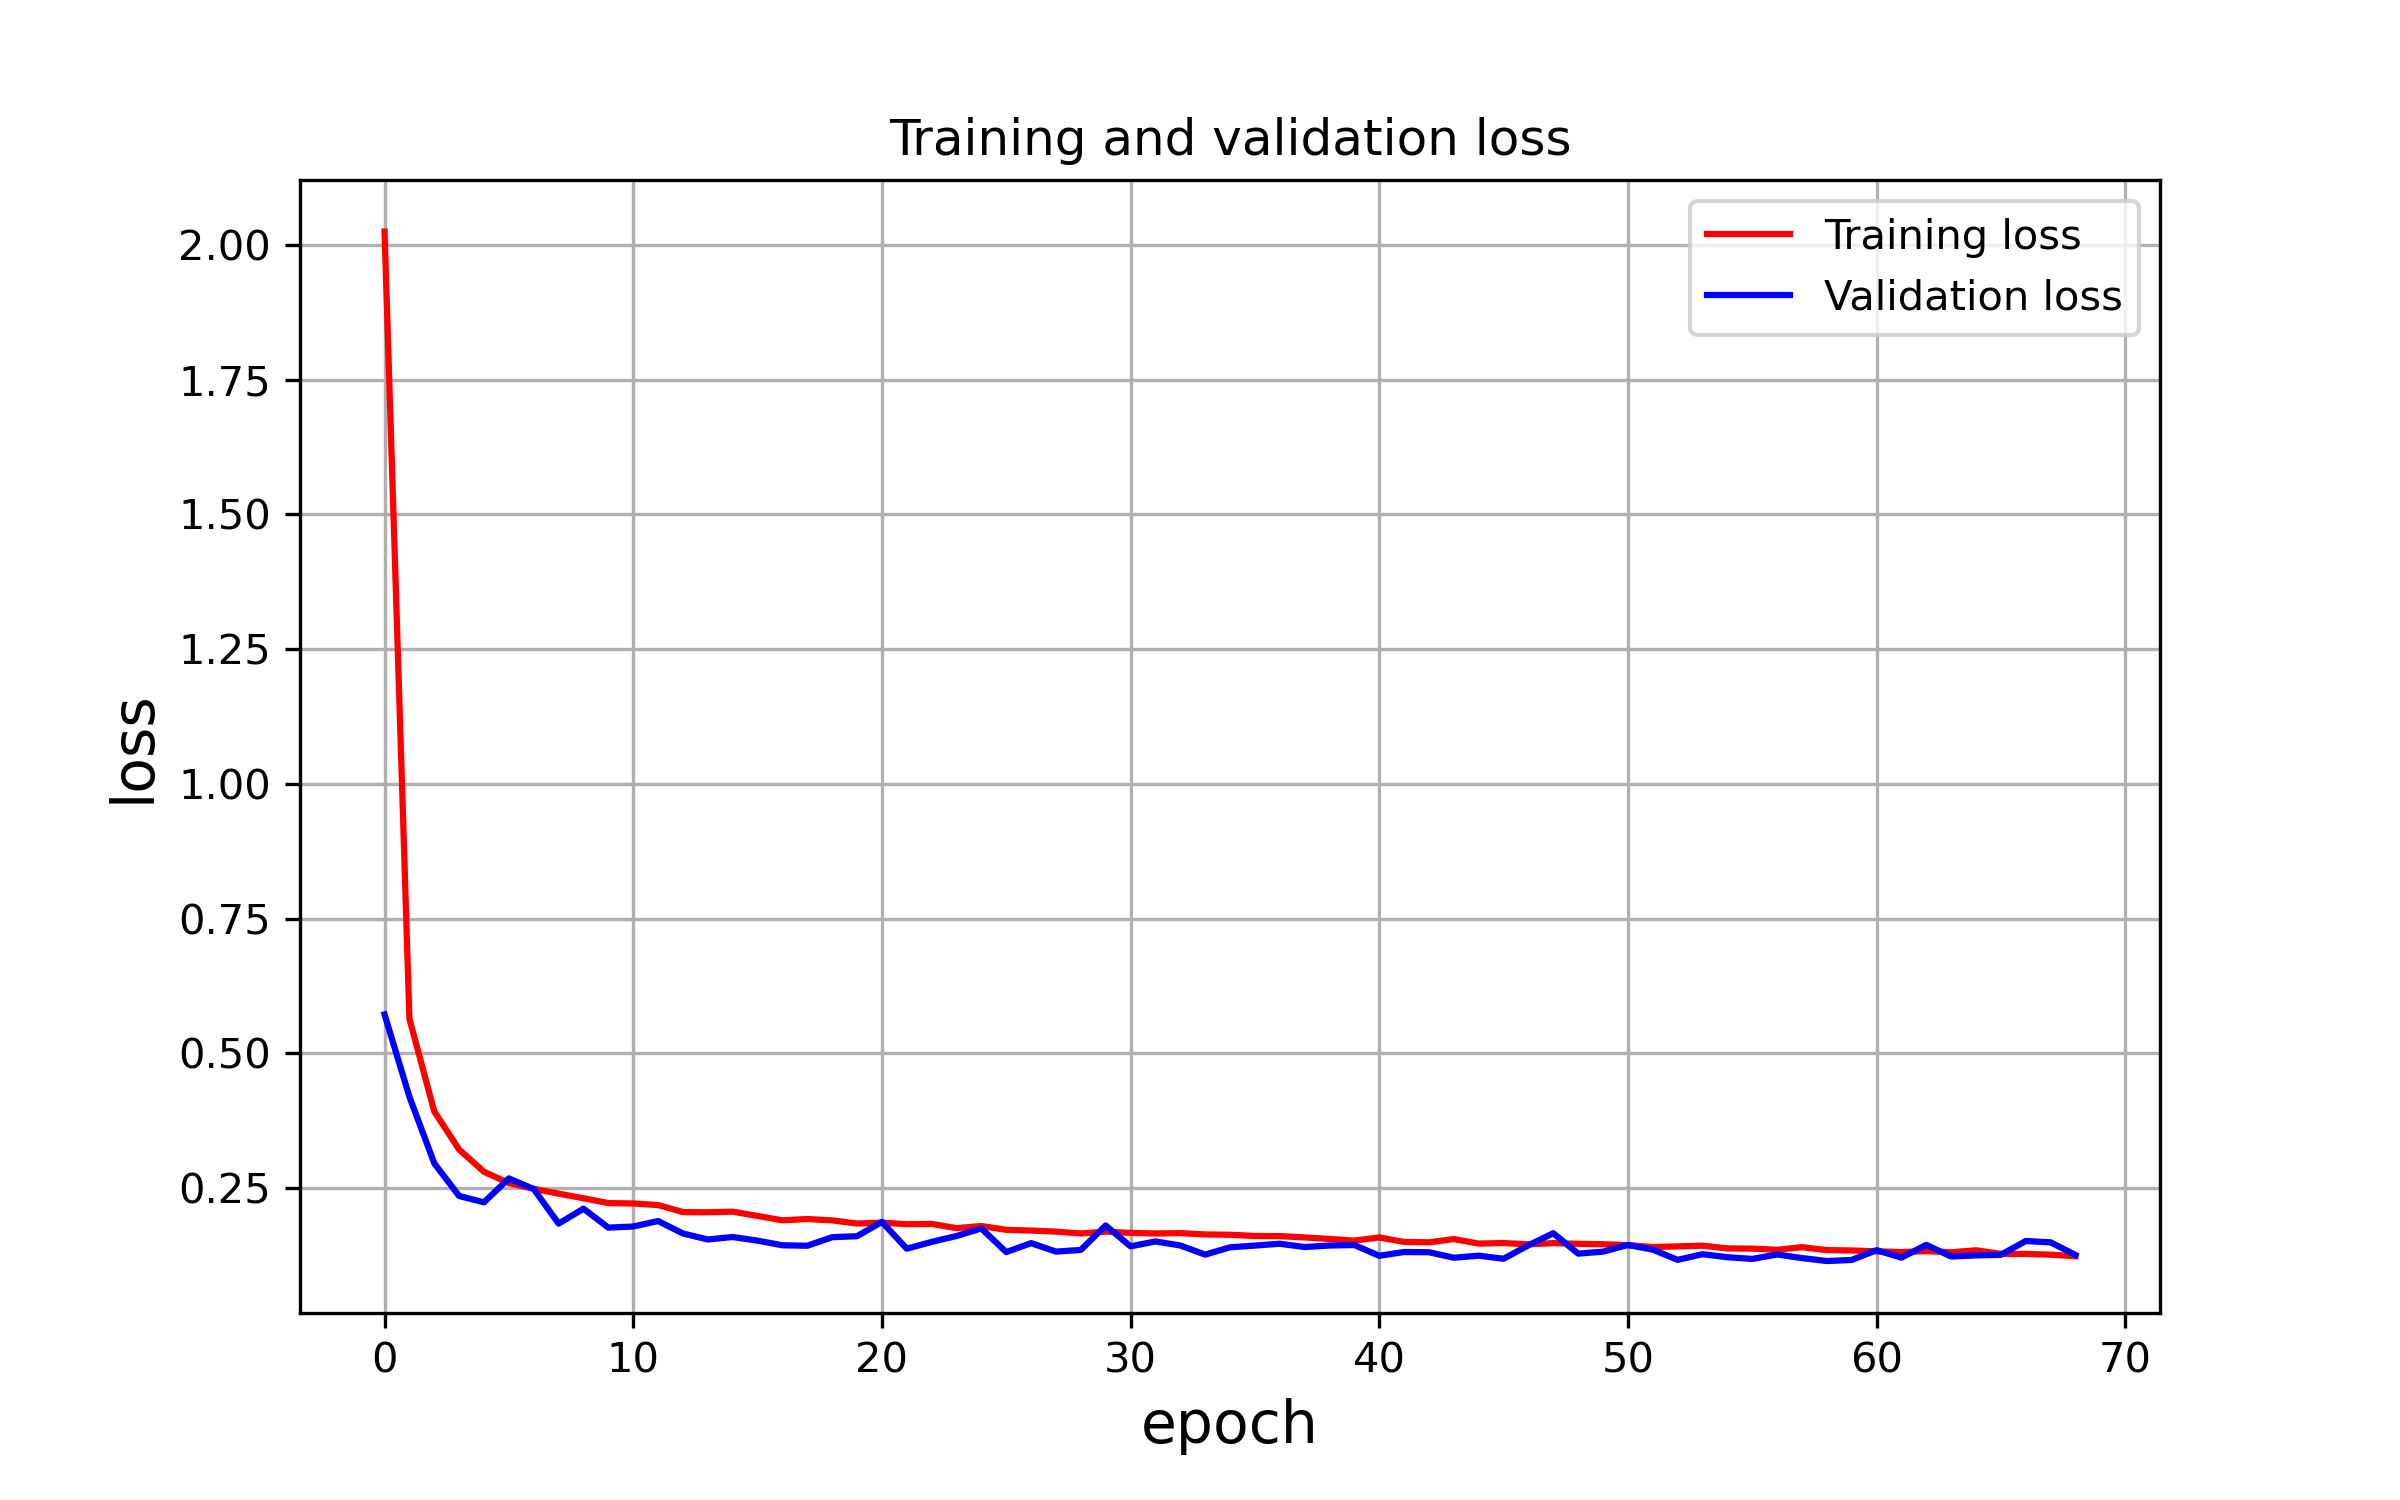 Training and validation loss
Training loss
Validation loss
2.00
1.75
1.50
1.25
1.00
0.75
0.50
0.25
loss
0 10 20 30 40 50 60 70
epoch